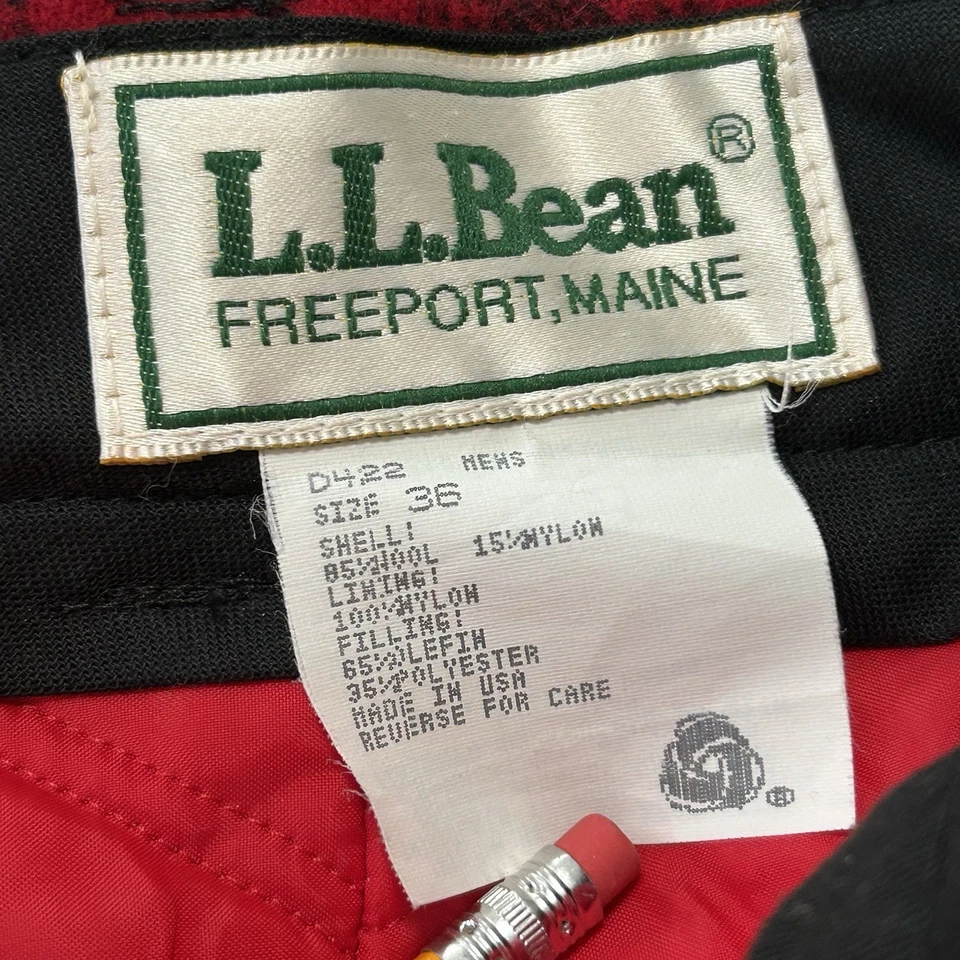 L.L.Bean®
FREEPORT, MAINE
D422 MENS
SIZE 36
SHELL:
85%WOOL 15%NYLON
LINING:
100%NYLON
FILLING:
65%OLEFIN
35%POLYESTER
MADE IN USA
REVERSE FOR CARE
®